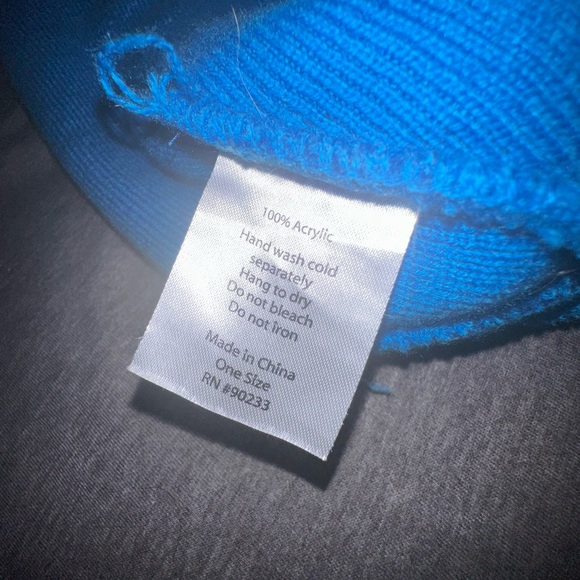 100% Acrylic
Hand wash cold
separately
Hang to dry
Do not bleach
Do not iron
Made in China
One Size
RN #90233